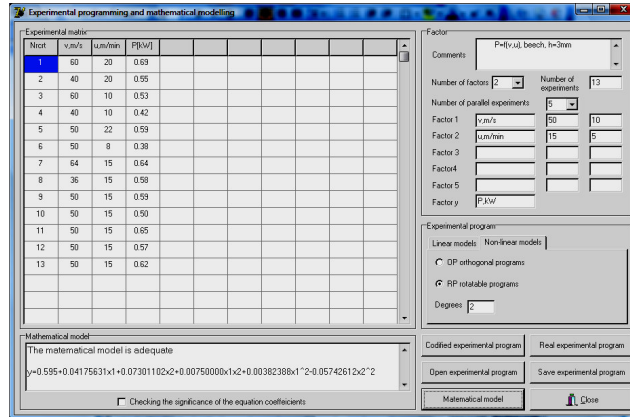 Experimental programming and mathematical modelling
Experimental matrix
Nrcrt v,m/s u,m/min P[kW]
1 60 20 0.69
2 40 20 0.55
3 60 10 0.53
4 40 10 0.42
5 50 22 0.59
6 50 8 0.38
7 64 15 0.64
8 36 15 0.58
9 50 15 0.59
10 50 15 0.50
11 50 15 0.65
12 50 15 0.57
13 50 15 0.62
Mathematical model
The matematical model is adequate
y=0.595+0.04175631x1+0.07301102x2+0.00750000x1x2+0.00382388x1^2-0.05742612x2^2
Checking the significance of the equation coeffeicients
Factor
Comments P=f(v,u), beech, h=3mm
Number of factors 2 Number of experiments 13
Number of parallel experiments 5
Factor 1 v,m/s 50 10
Factor 2 u,m/min 15 5
Factor 3
Factor4
Factor 5
Factor y P,kW
Experimental program
Linear models Non-linear models
OP orthogonal programs
RP rotatable programs
Degrees 2
Codified experimental program Real experimental program
Open experimental program Save experimental program
Matematical model Close